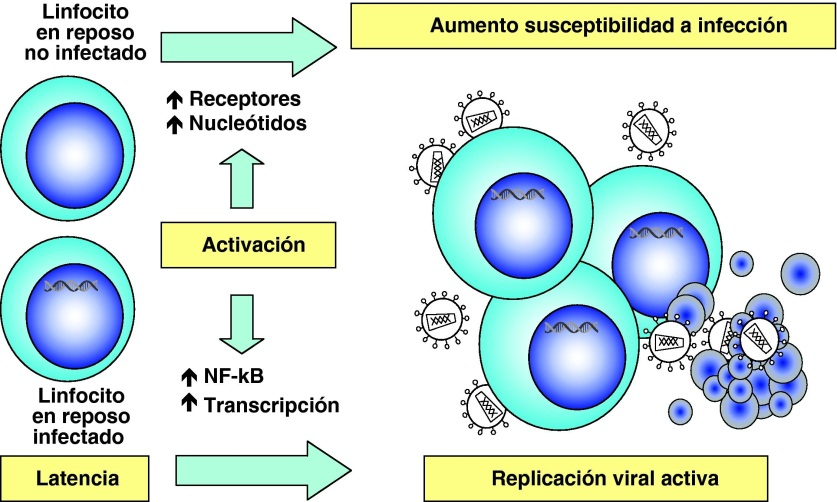 Linfocito
en reposo
no infectado
Aumento susceptibilidad a infección
Receptores
Nucleótidos
Activación
NF-kB
Transcripción
Linfocito
en reposo
infectado
Latencia
Replicación viral activa